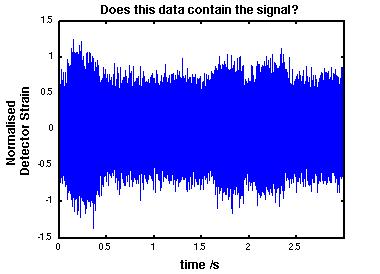 Does this data contain the signal?
1.5
1
0.5
0
-0.5
-1
-1.5
Normalised
Detector Strain
0 0.5 1 1.5 2 2.5
time /s